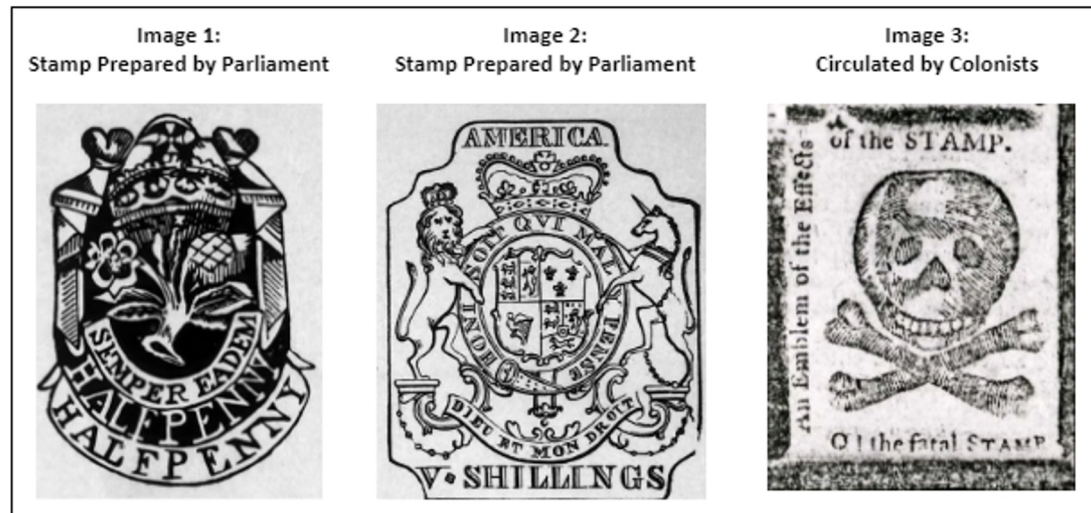 Image 1:
Stamp Prepared by Parliament
SEMPER EADEM
HALFPENNY
HALFPENNY
Image 2:
Stamp Prepared by Parliament
AMERICA
HONI SOIT QVI MAL Y PENSE
DIEU ET MON DROIT
V. SHILLINGS
Image 3:
Circulated by Colonists
An Emblem of the Effects
of the STAMP.
O! the fatal STAMP